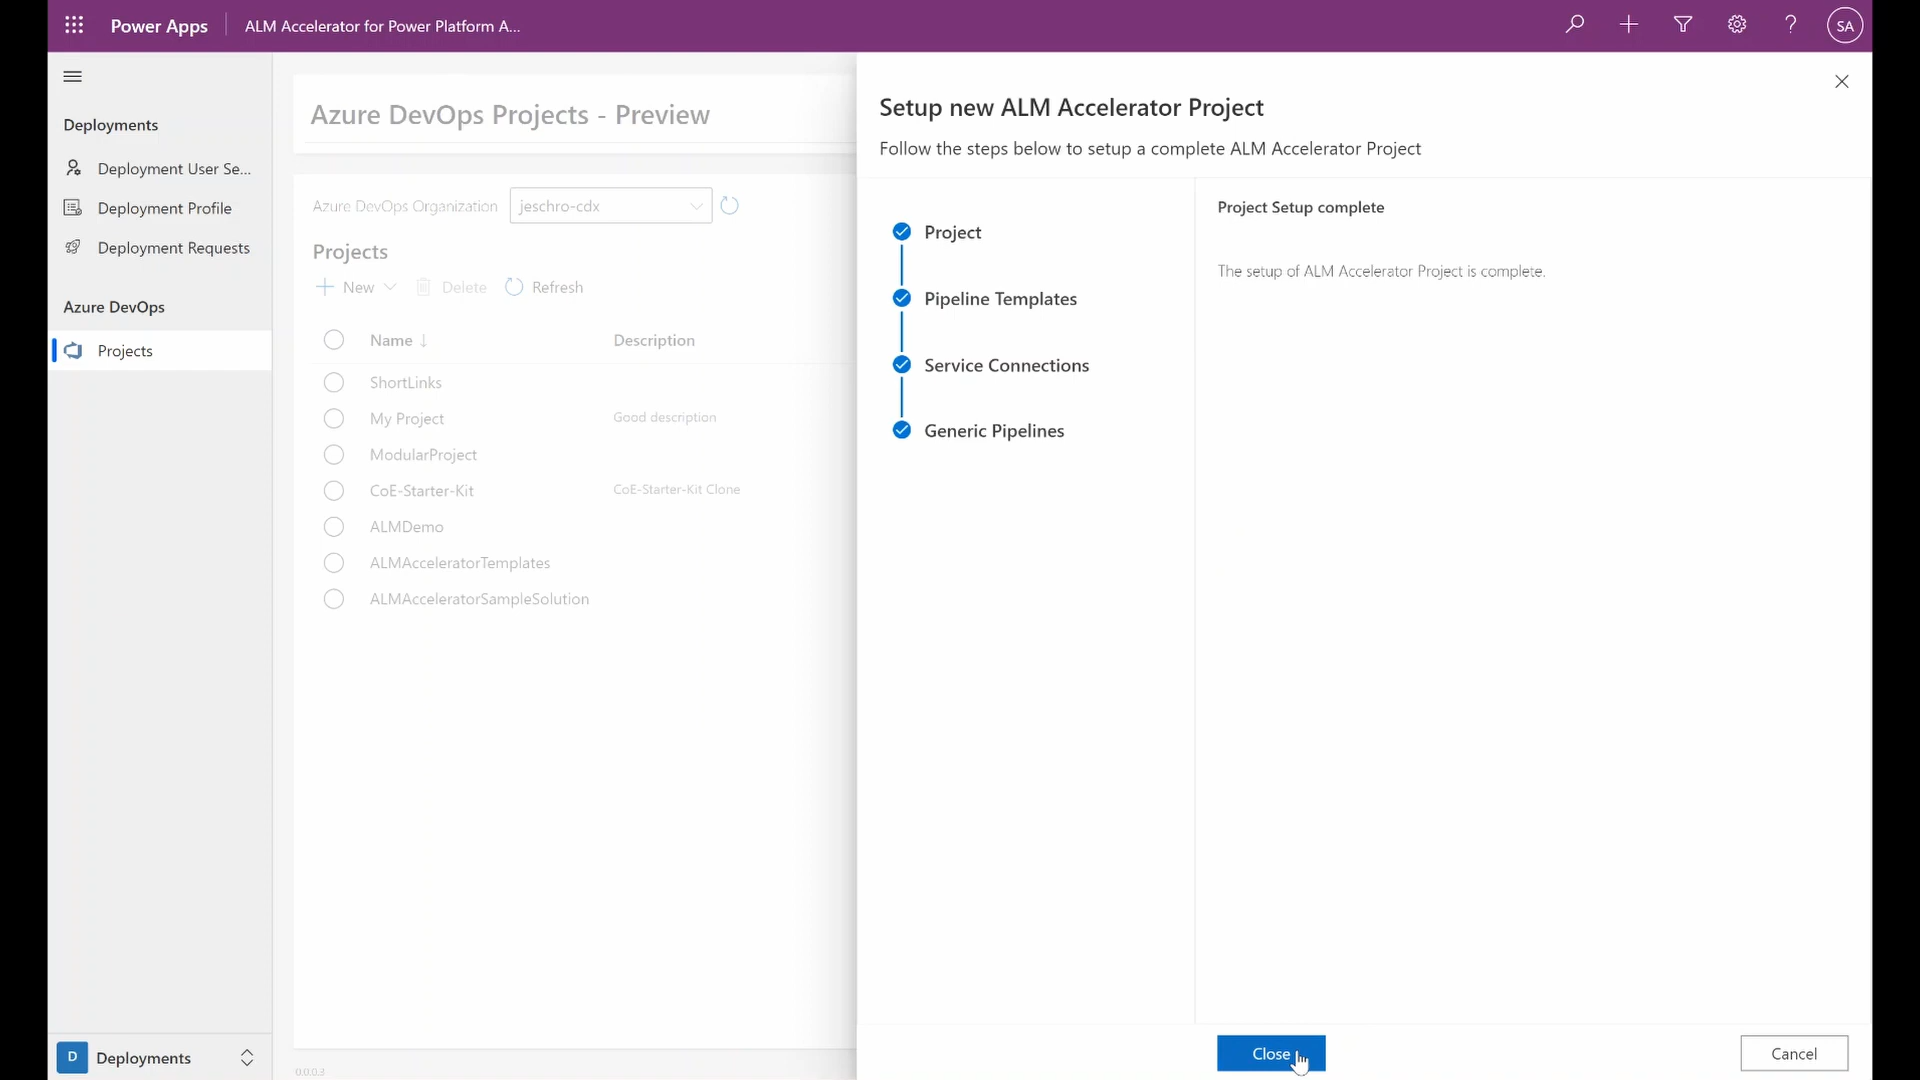 Power Apps
ALM Accelerator for Power Platform A...
SA
Deployments
Deployment User Se...
Deployment Profile
Deployment Requests
Azure DevOps
Projects
D
Deployments
Azure DevOps Projects - Preview
Azure DevOps Organization
jeschro-cdx
Projects
New
Delete
Refresh
Name ↓
Description
ShortLinks
My Project
Good description
ModularProject
CoE-Starter-Kit
CoE-Starter-Kit Clone
ALMDemo
ALMAcceleratorTemplates
ALMAcceleratorSampleSolution
0.0.0.3
Setup new ALM Accelerator Project
Follow the steps below to setup a complete ALM Accelerator Project
Project
Pipeline Templates
Service Connections
Generic Pipelines
Project Setup complete
The setup of ALM Accelerator Project is complete.
Close
Cancel